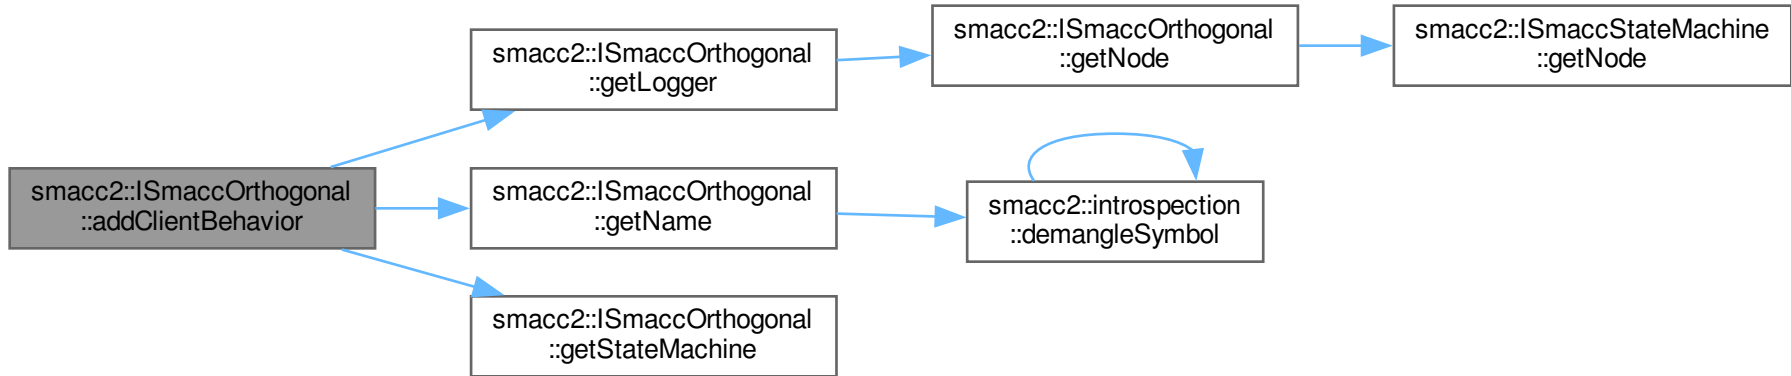 smacc2::ISmaccOrthogonal
::addClientBehavior
smacc2::ISmaccOrthogonal
::getLogger
smacc2::ISmaccOrthogonal
::getNode
smacc2::ISmaccStateMachine
::getNode
smacc2::ISmaccOrthogonal
::getName
smacc2::introspection
::demangleSymbol
smacc2::ISmaccOrthogonal
::getStateMachine